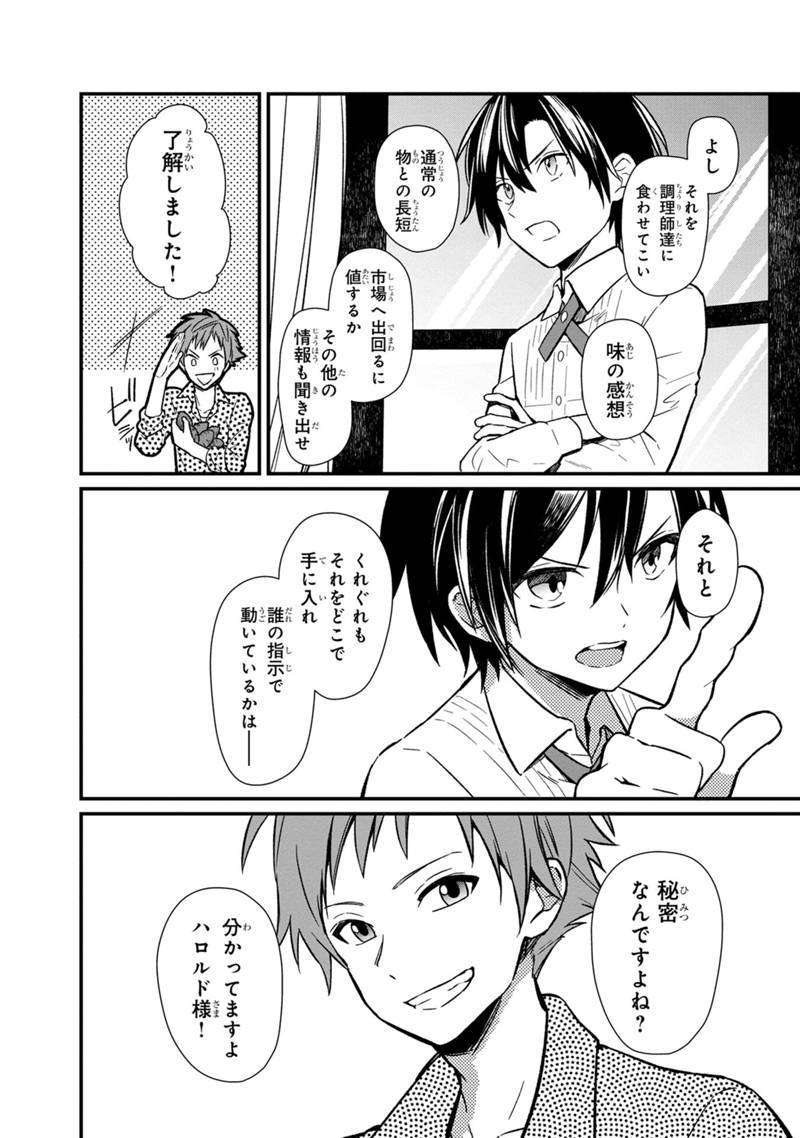 よし
それを
調理師達に
食わせてこい
味の感想
通常の
物との長短
市場へ出回るに
値するか
その他の
情報も聞き出せ
了解しました!
ビッ
それと
くれぐれも
それをどこで
手に入れ
誰の指示で
動いているかは──
秘密
なんですよね?
分かってますよ
ハロルド様!